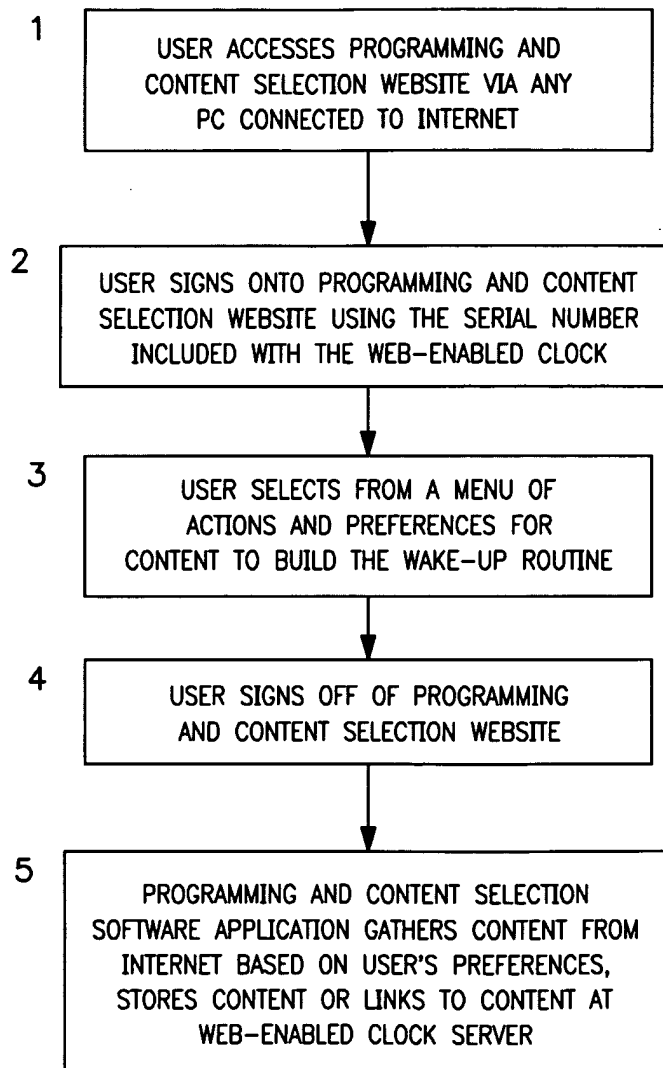 1
USER ACCESSES PROGRAMMING AND
CONTENT SELECTION WEBSITE VIA ANY
PC CONNECTED TO INTERNET
2
USER SIGNS ONTO PROGRAMMING AND CONTENT
SELECTION WEBSITE USING THE SERIAL NUMBER
INCLUDED WITH THE WEB-ENABLED CLOCK
3
USER SELECTS FROM A MENU OF
ACTIONS AND PREFERENCES FOR
CONTENT TO BUILD THE WAKE-UP ROUTINE
4
USER SIGNS OFF OF PROGRAMMING
AND CONTENT SELECTION WEBSITE
5
PROGRAMMING AND CONTENT SELECTION
SOFTWARE APPLICATION GATHERS CONTENT FROM
INTERNET BASED ON USER'S PREFERENCES,
STORES CONTENT OR LINKS TO CONTENT AT
WEB-ENABLED CLOCK SERVER